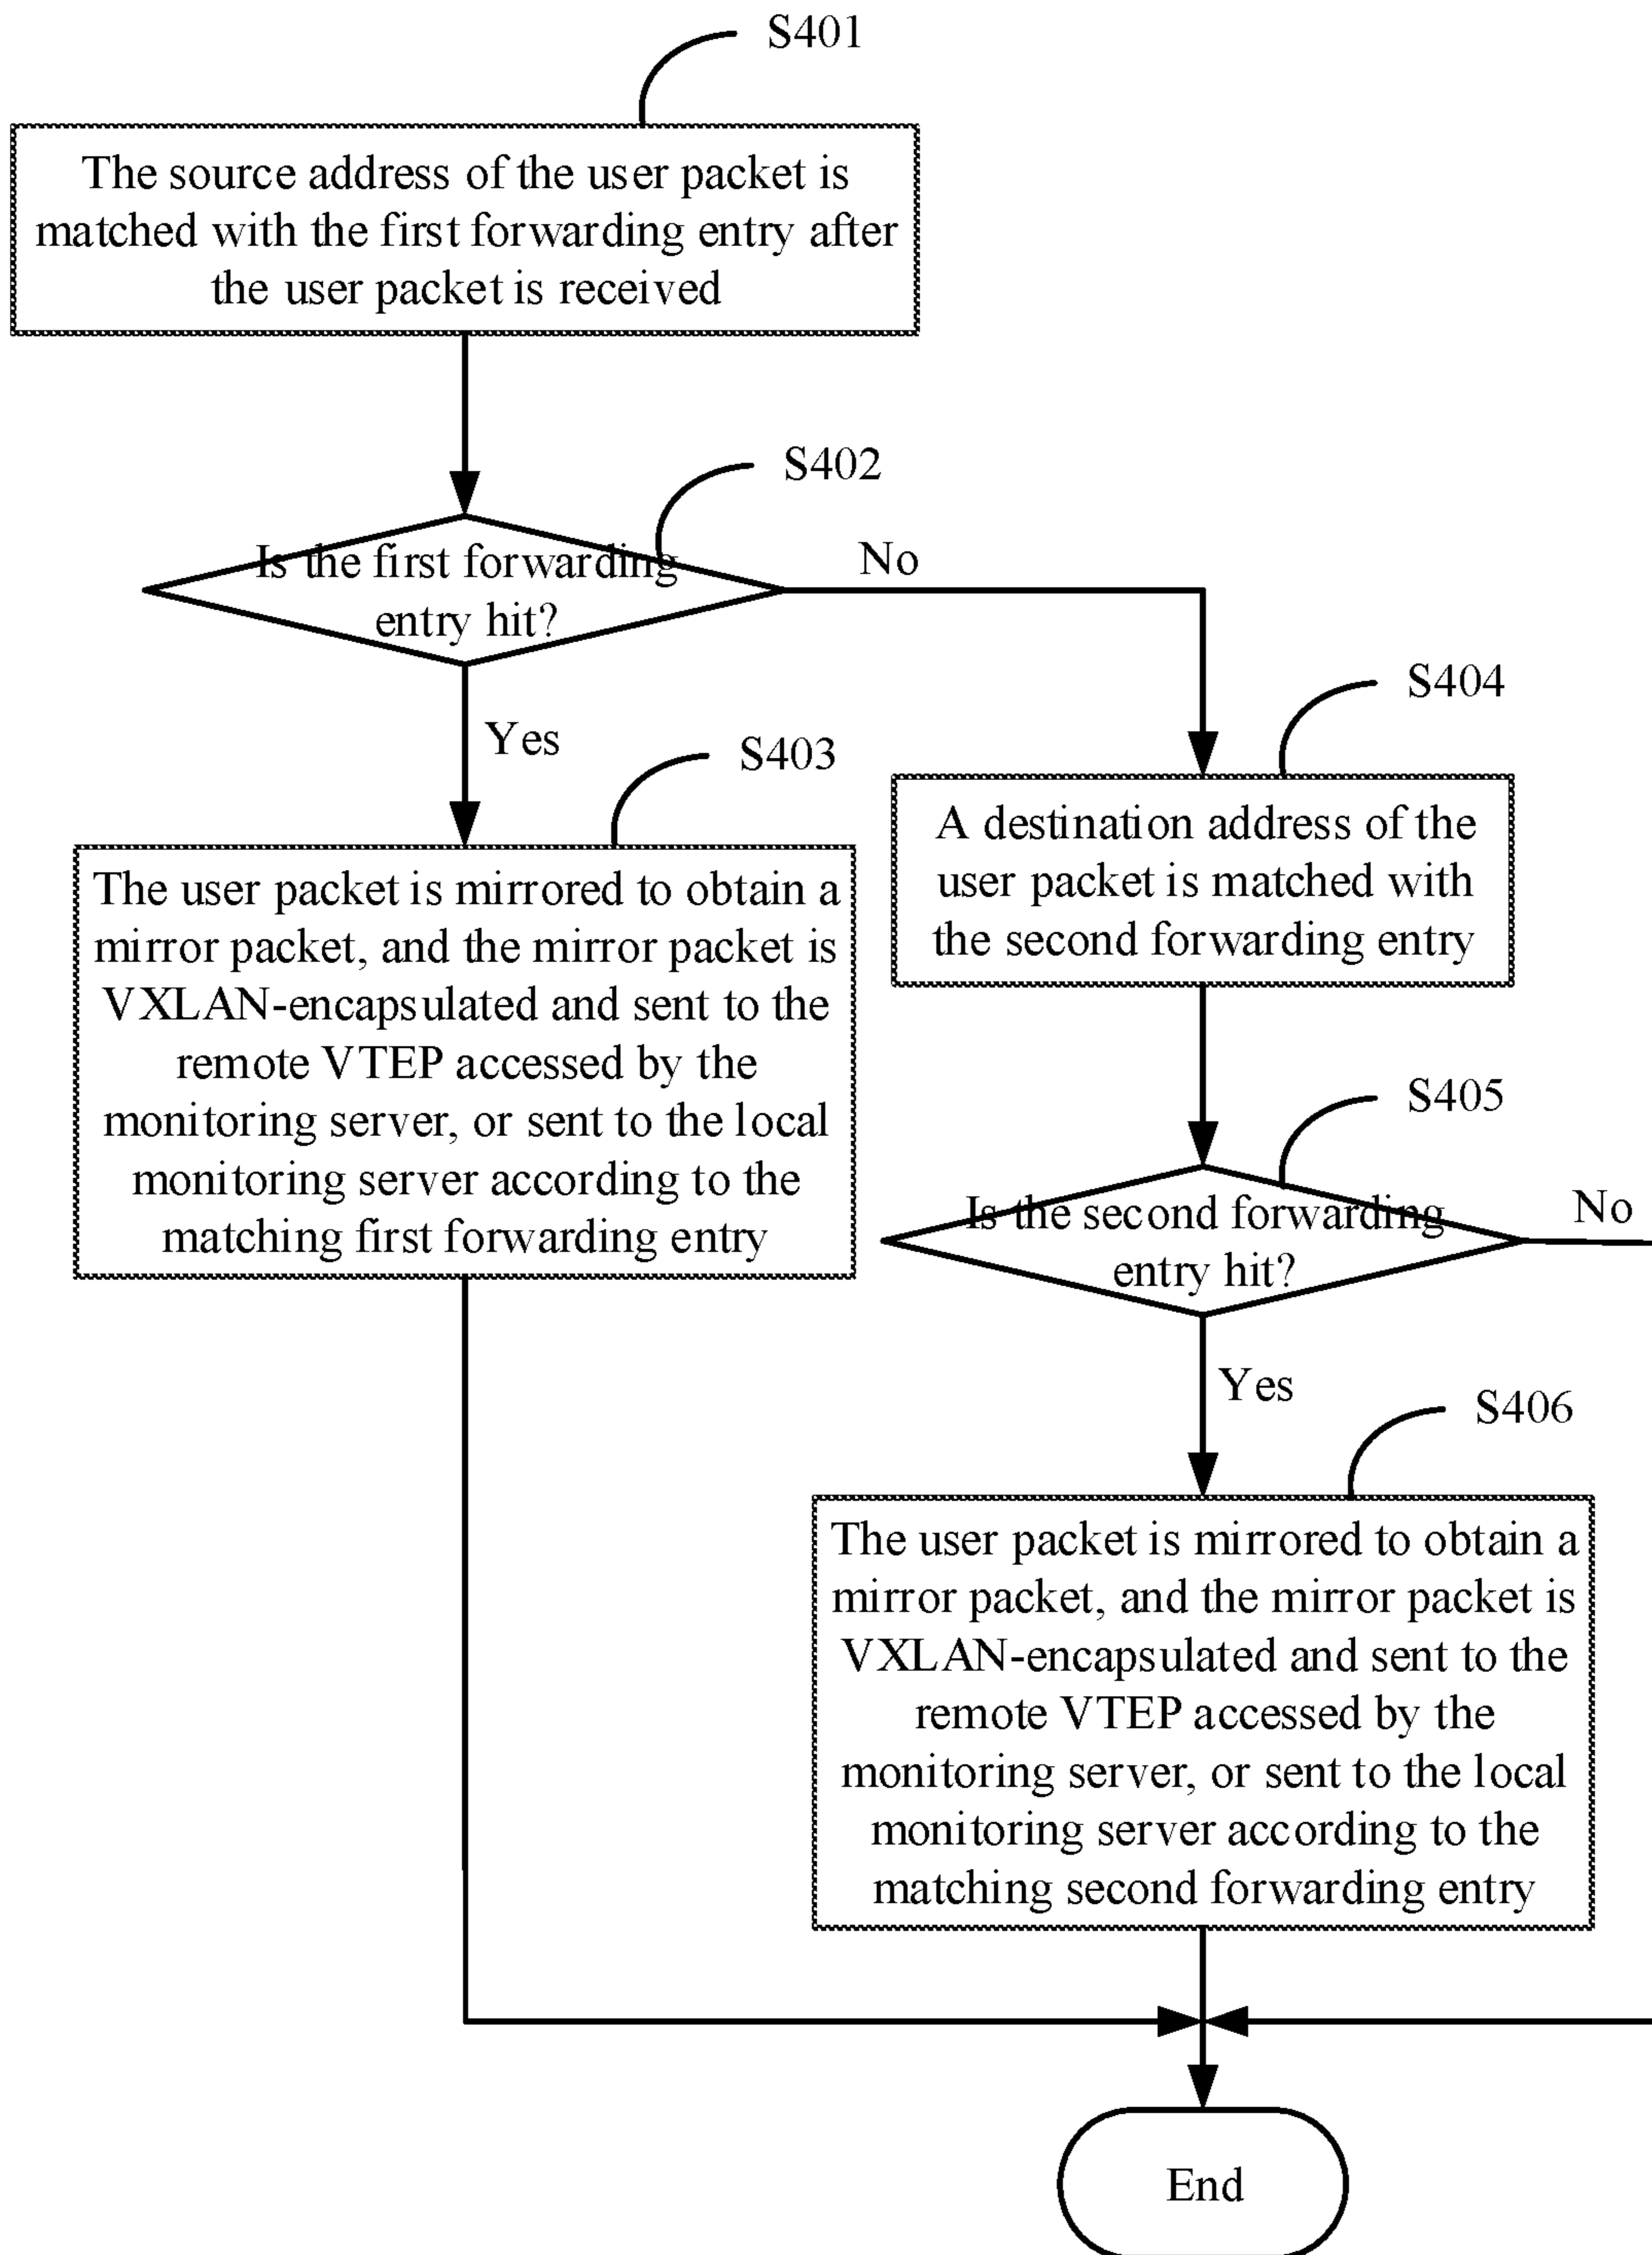 S401
The source address of the user packet is
matched with the first forwarding entry after
the user packet is received
S402
Is the first forwarding
entry hit?
No
Yes
S403
The user packet is mirrored to obtain a
mirror packet, and the mirror packet is
VXLAN-encapsulated and sent to the
remote VTEP accessed by the
monitoring server, or sent to the local
monitoring server according to the
matching first forwarding entry
S404
A destination address of the
user packet is matched with
the second forwarding entry
S405
Is the second forwarding
entry hit?
No
Yes
S406
The user packet is mirrored to obtain a
mirror packet, and the mirror packet is
VXLAN-encapsulated and sent to the
remote VTEP accessed by the
monitoring server, or sent to the local
monitoring server according to the
matching second forwarding entry
End